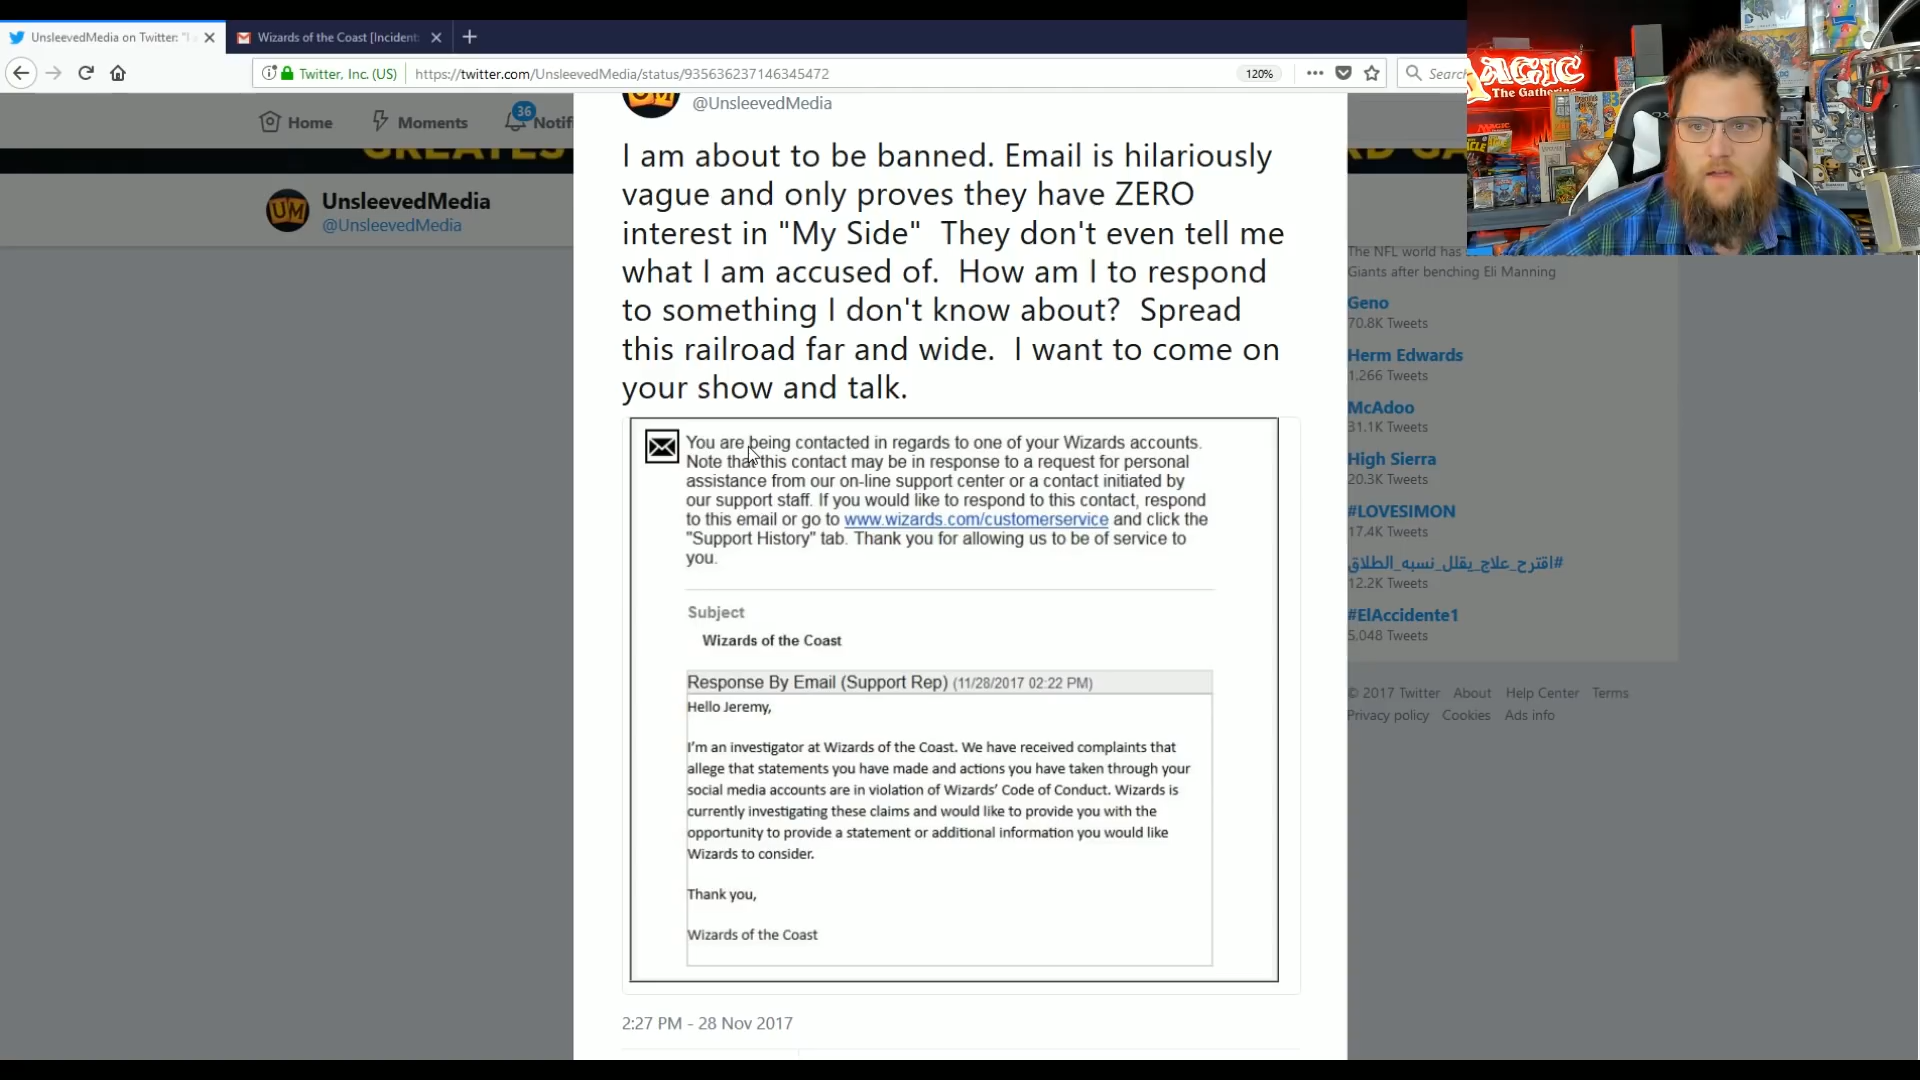 UnsleevedMedia on Twitter: "I
Wizards of the Coast [Incident:
Twitter, Inc. (US)
https://twitter.com/UnsleevedMedia/status/935636237146345472
120%
Search
MAGIC
The Gathering
Home
Moments
36
Notifi
UM
@UnsleevedMedia
GREATES
RD GA
UM
UnsleevedMedia
@UnsleevedMedia
I am about to be banned. Email is hilariously
vague and only proves they have ZERO
interest in "My Side" They don't even tell me
what I am accused of. How am I to respond
to something I don't know about? Spread
this railroad far and wide. I want to come on
your show and talk.
You are being contacted in regards to one of your Wizards accounts.
Note that this contact may be in response to a request for personal
assistance from our on-line support center or a contact initiated by
our support staff. If you would like to respond to this contact, respond
to this email or go to www.wizards.com/customerservice and click the
"Support History" tab. Thank you for allowing us to be of service to
you.
Subject
Wizards of the Coast
Response By Email (Support Rep) (11/28/2017 02:22 PM)
Hello Jeremy,
I'm an investigator at Wizards of the Coast. We have received complaints that
allege that statements you have made and actions you have taken through your
social media accounts are in violation of Wizards' Code of Conduct. Wizards is
currently investigating these claims and would like to provide you with the
opportunity to provide a statement or additional information you would like
Wizards to consider.
Thank you,
Wizards of the Coast
2:27 PM - 28 Nov 2017
The NFL world has
Giants after benching Eli Manning
Geno
70.8K Tweets
Herm Edwards
1,266 Tweets
McAdoo
31.1K Tweets
High Sierra
20.3K Tweets
#LOVESIMON
17.4K Tweets
#اقترح_علاج_يقلل_نسبه_الطلاق
12.2K Tweets
#ElAccidente1
5,048 Tweets
© 2017 Twitter About Help Center Terms
Privacy policy Cookies Ads info